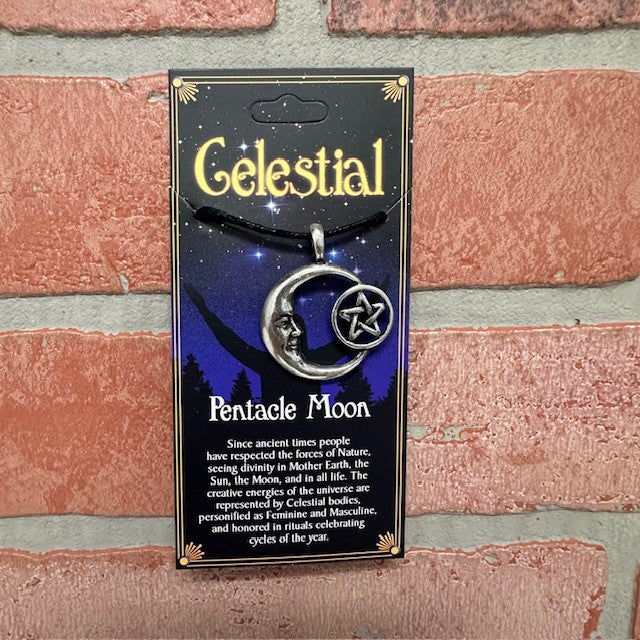 Celestial
Pentacle Moon
Since ancient times people
have respected the forces of Nature,
seeing divinity in Mother Earth, the
Sun, the Moon, and in all life. The
creative energies of the universe are
represented by Celestial bodies,
personified as Feminine and Masculine,
and honored in rituals celebrating
cycles of the year.